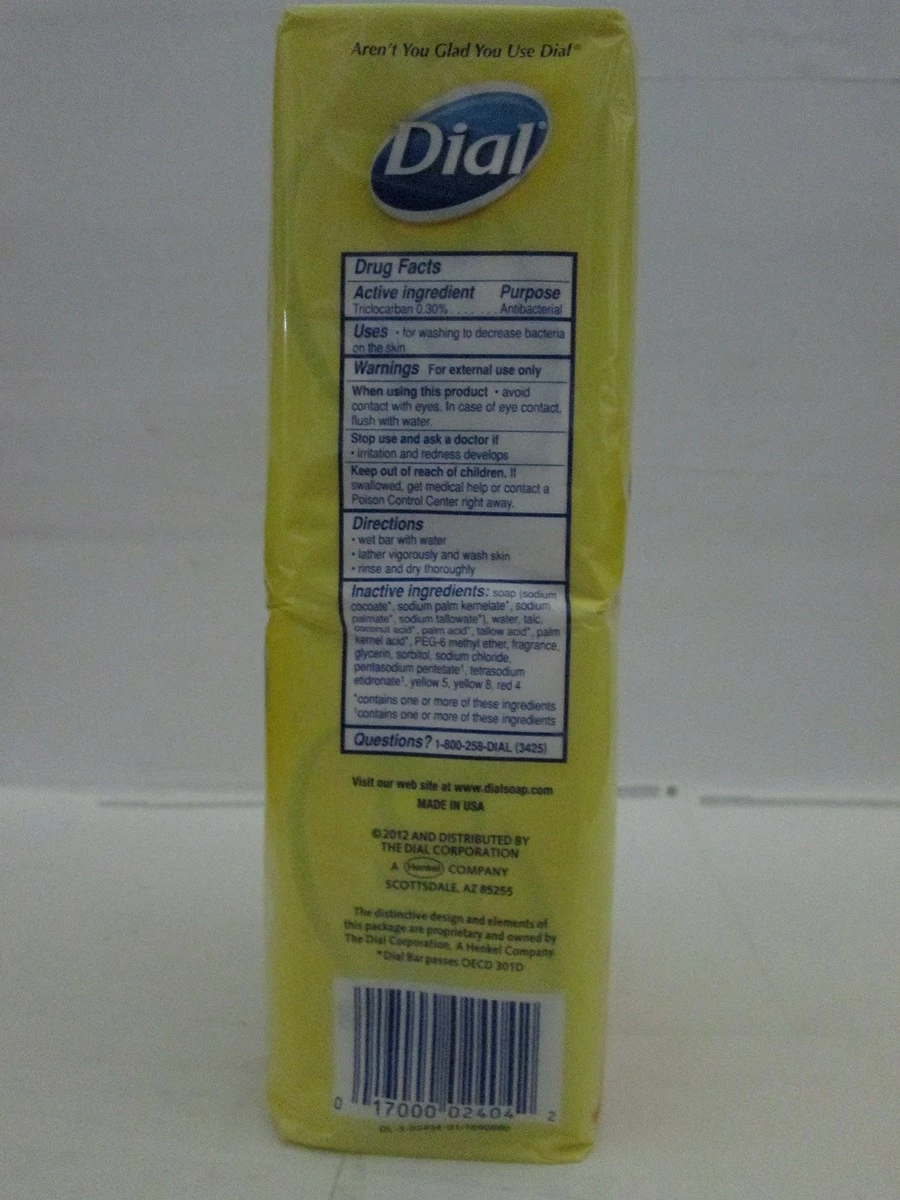 Aren't You Glad You Use Dial®
Dial®
Drug Facts
Active ingredient Purpose
Triclocarban 0.30% . . . . . . . Antibacterial
Uses • for washing to decrease bacteria
on the skin
Warnings For external use only
When using this product • avoid
contact with eyes. In case of eye contact,
flush with water.
Stop use and ask a doctor if
• irritation and redness develops
Keep out of reach of children. If
swallowed, get medical help or contact a
Poison Control Center right away.
Directions
• wet bar with water
• lather vigorously and wash skin
• rinse and dry thoroughly
Inactive ingredients: soap (sodium
cocoate*, sodium palm kernelate*, sodium
palmate*, sodium tallowate*), water, talc,
coconut acid*, palm acid*, tallow acid*, palm
kernel acid*, PEG-6 methyl ether, fragrance,
glycerin, sorbitol, sodium chloride,
pentasodium pentetate†, tetrasodium
etidronate†, yellow 5, yellow 8, red 4
*contains one or more of these ingredients
†contains one or more of these ingredients
Questions? 1-800-258-DIAL (3425)
Visit our web site at www.dialsoap.com
MADE IN USA
©2012 AND DISTRIBUTED BY
THE DIAL CORPORATION
A Henkel COMPANY
SCOTTSDALE, AZ 85255
The distinctive design and elements of
this package are proprietary and owned by
The Dial Corporation, A Henkel Company
*Dial Bar passes OECD 301D
0 17000 02404 2